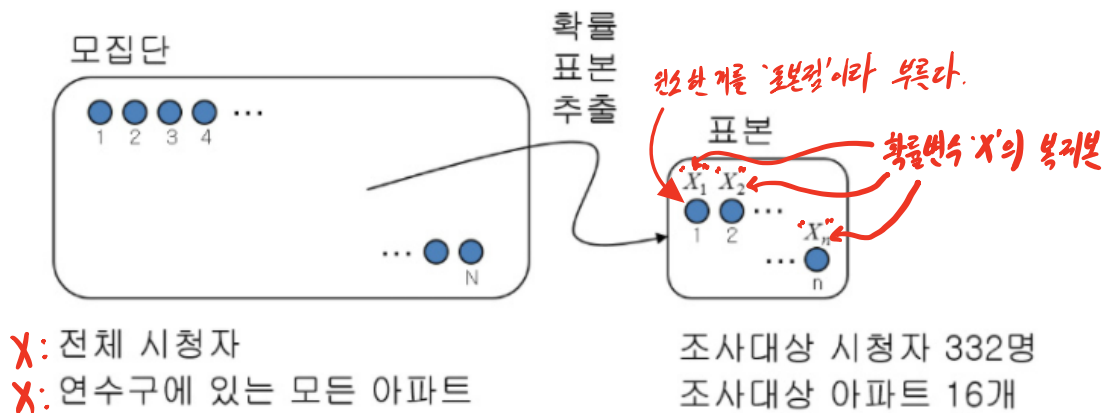 모집단
1 2 3 4 ...
... N
확률
표본
추출
원소 한 개를 '표본점'이라 부른다.
표본
확률변수 'X'의 복제본
"X₁" "X₂"
1 2 ...
"Xₙ"
... n
X: 전체 시청자
X: 연수구에 있는 모든 아파트
조사대상 시청자 332명
조사대상 아파트 16개